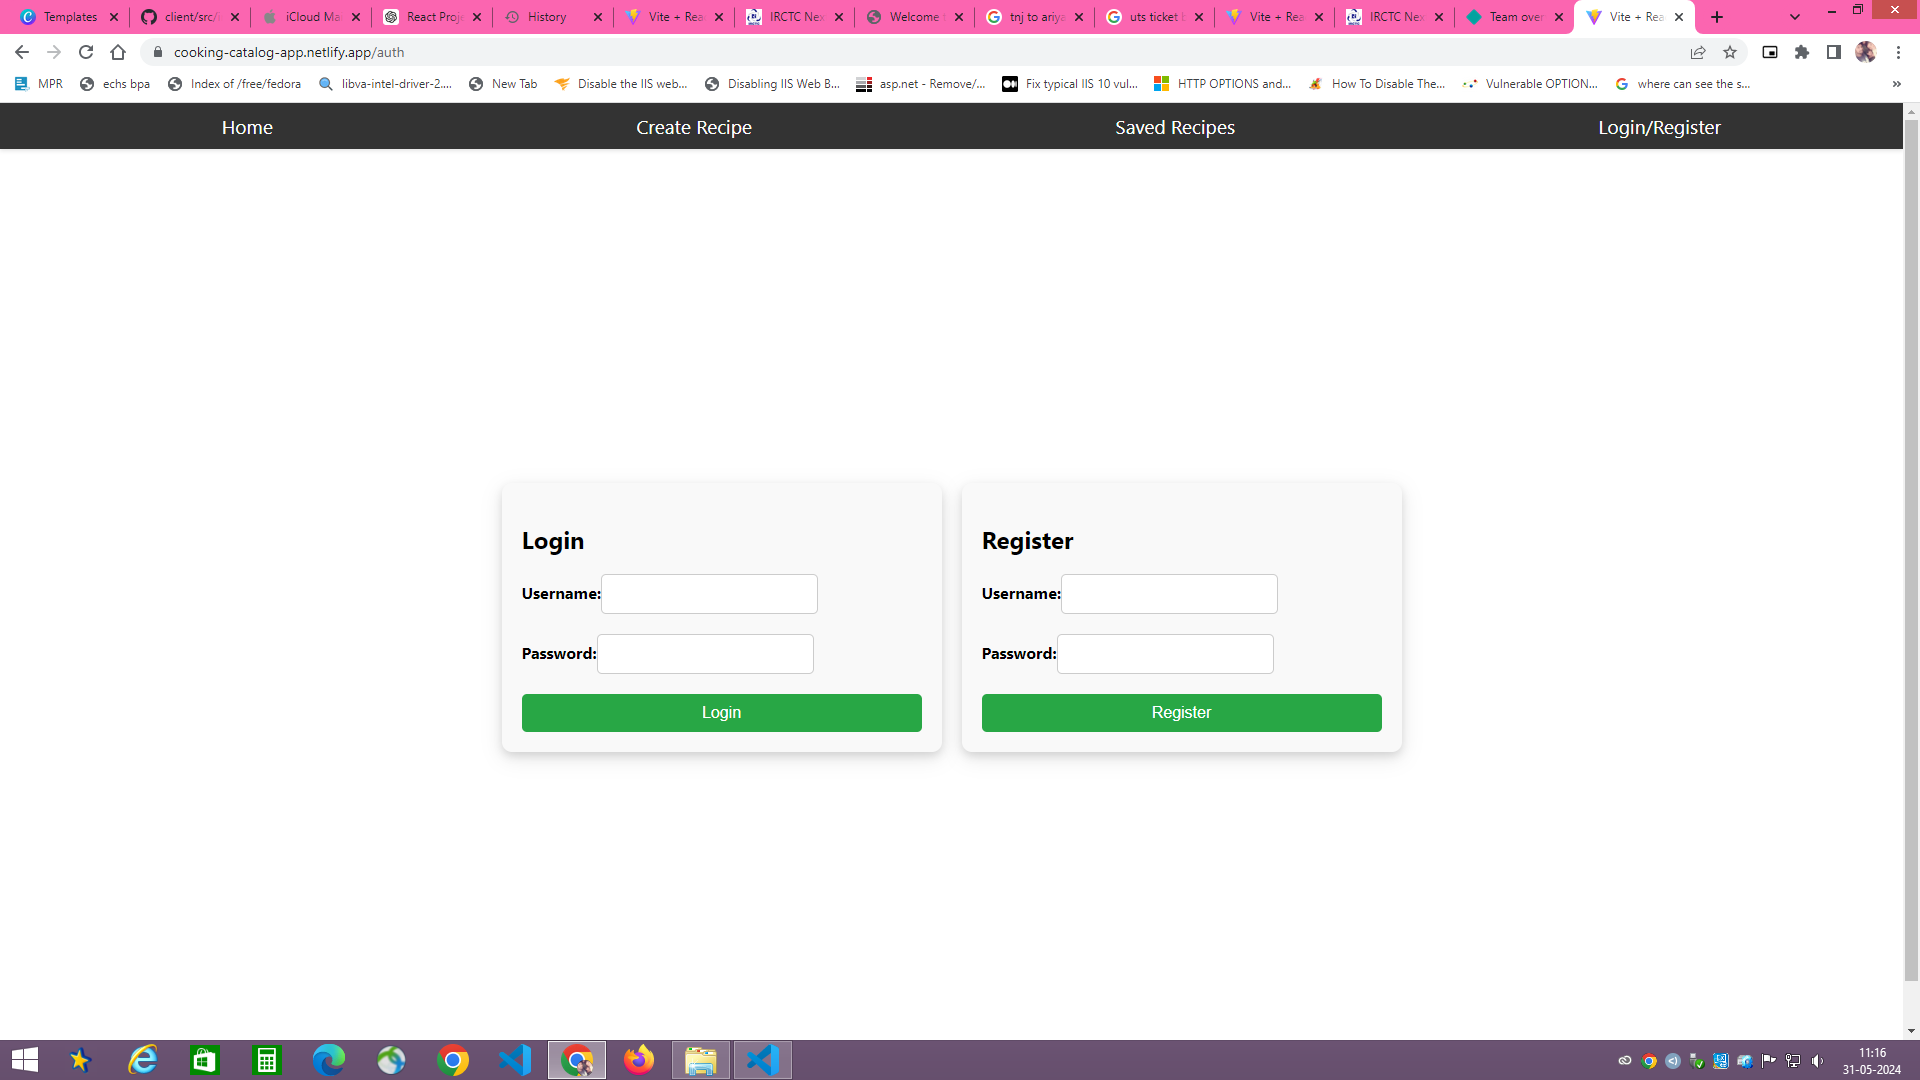 Templates
client/src/
iCloud Ma
React Proj
History
Vite + Rea
IRCTC Nex
Welcome
tnj to ariya
uts ticket b
Vite + Rea
IRCTC Nex
Team over
Vite + Rea
cooking-catalog-app.netlify.app/auth
MPR
echs bpa
Index of /free/fedora
libva-intel-driver-2....
New Tab
Disable the IIS web...
Disabling IIS Web B...
asp.net - Remove/...
Fix typical IIS 10 vul...
HTTP OPTIONS and...
How To Disable The...
Vulnerable OPTION...
where can see the s...
»
Home
Create Recipe
Saved Recipes
Login/Register
Login
Username:
Password:
Login
Register
Username:
Password:
Register
11:16
31-05-2024